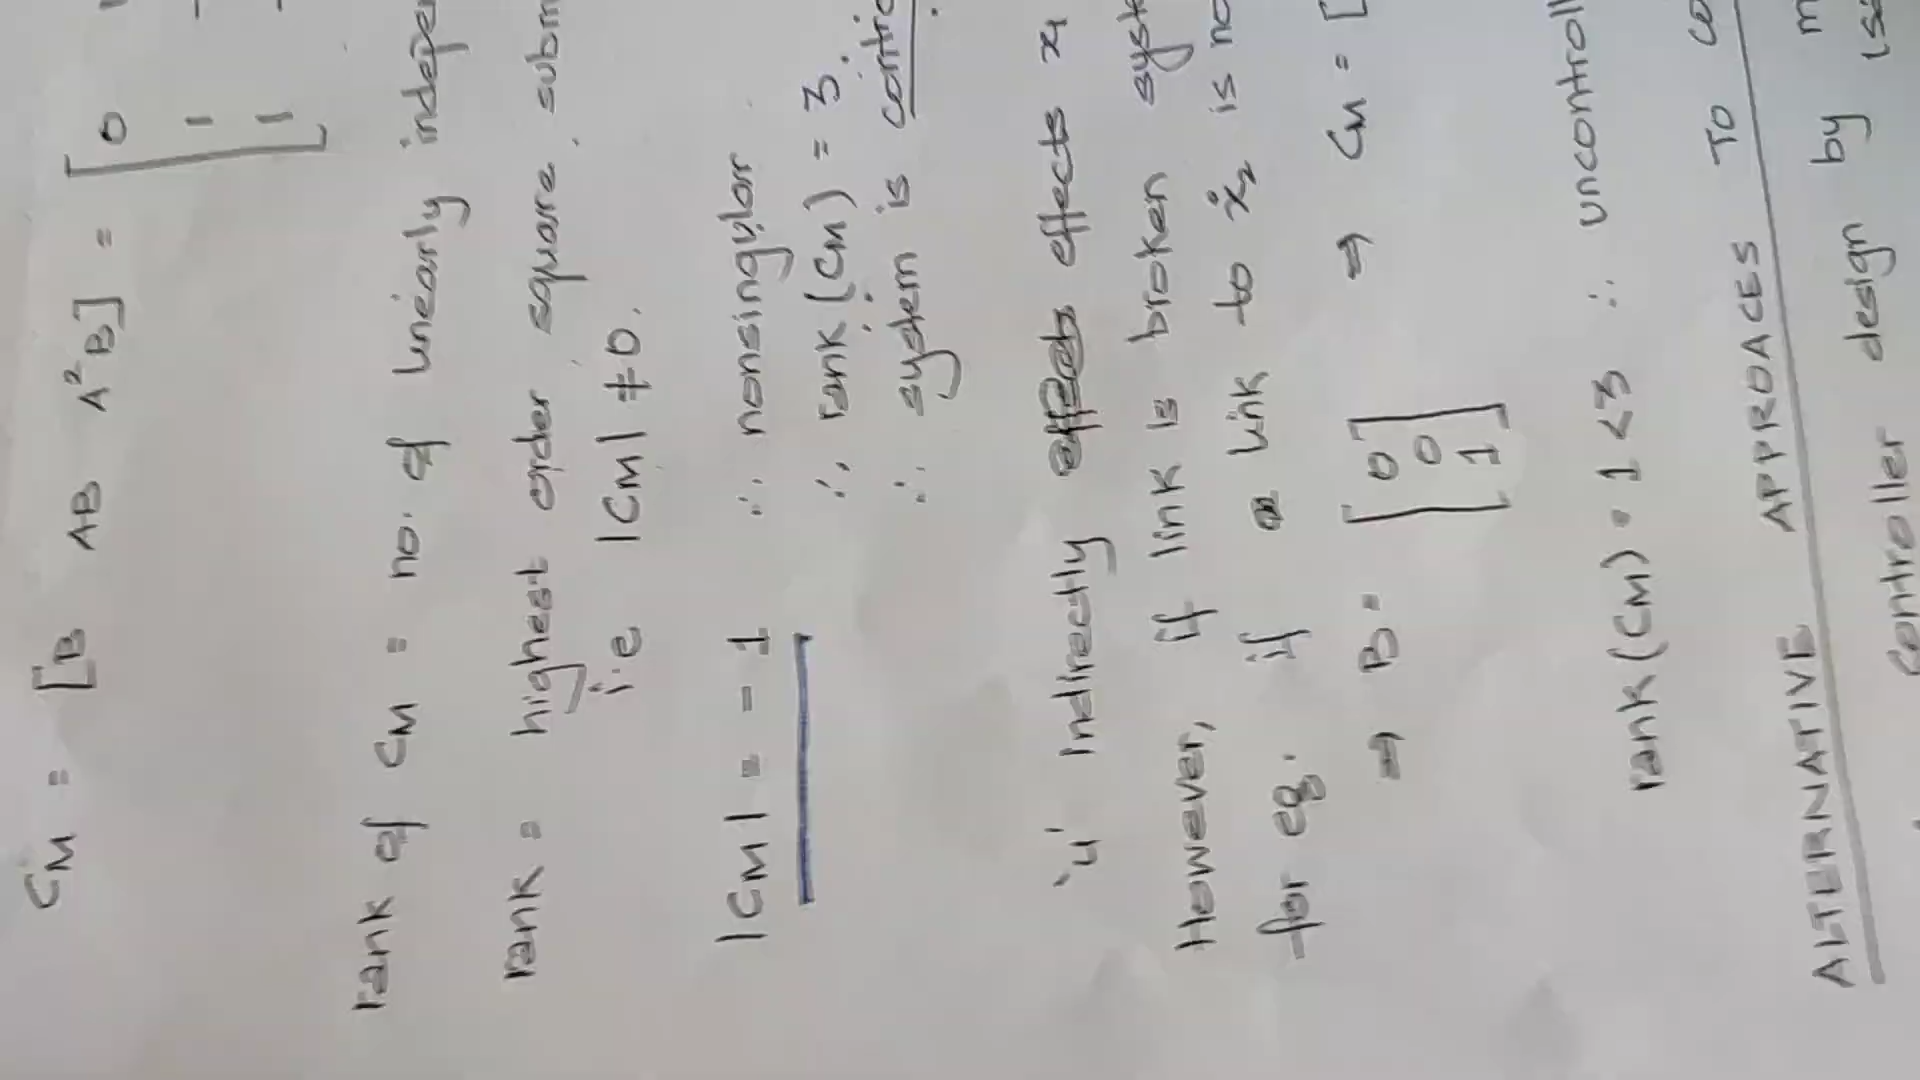 CM = [B AB A²B] = [ 0
1
1
rank of CM = no. of linearly indepe
rank = highest order, square, subm
i.e |CM| ≠ 0.
|CM| = -1 ∴ nonsingular
∴ rank (CM) = 3.
∴ system is contro
'u' indirectly effects x1
However, if link is broken syst
for eg. if link to ẋ2 is no
⇒ B = [ 0 0 1 ] ⇒ CM = [
rank (CM) = 1 <3 ∴ uncontroll
ALTERNATIVE APPROACES TO CO
Controller design by m